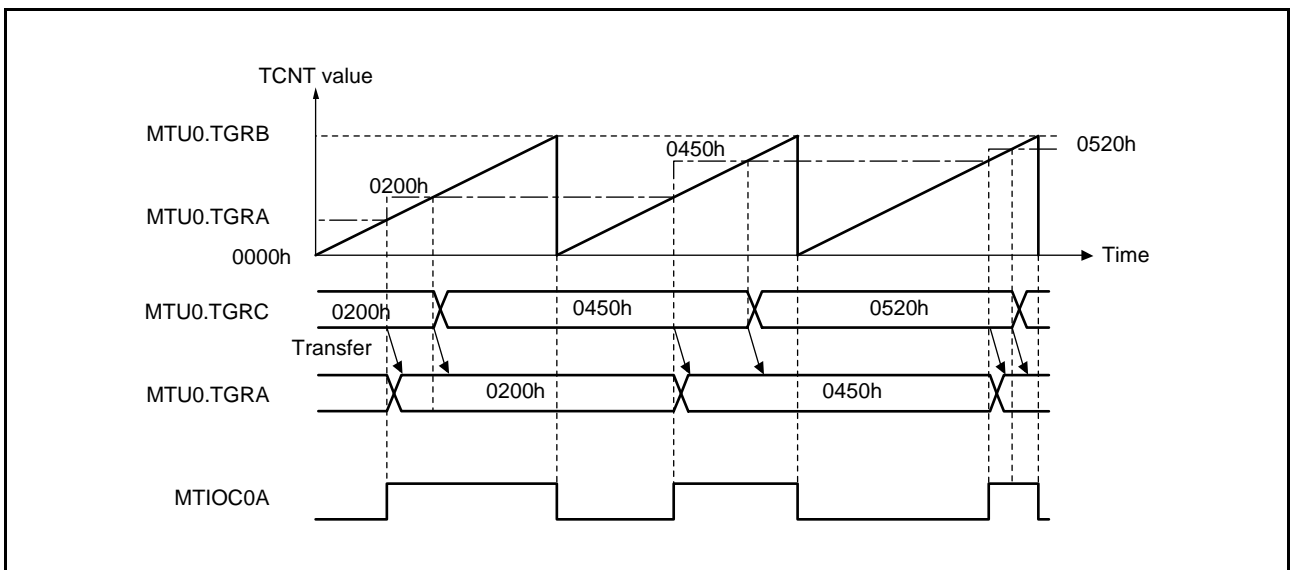 TCNT value
MTU0.TGRB
0520h
0450h
0200h
MTU0.TGRA
0000h
Time
MTU0.TGRC
0200h
0450h
0520h
Transfer
MTU0.TGRA
0200h
0450h
MTIOC0A